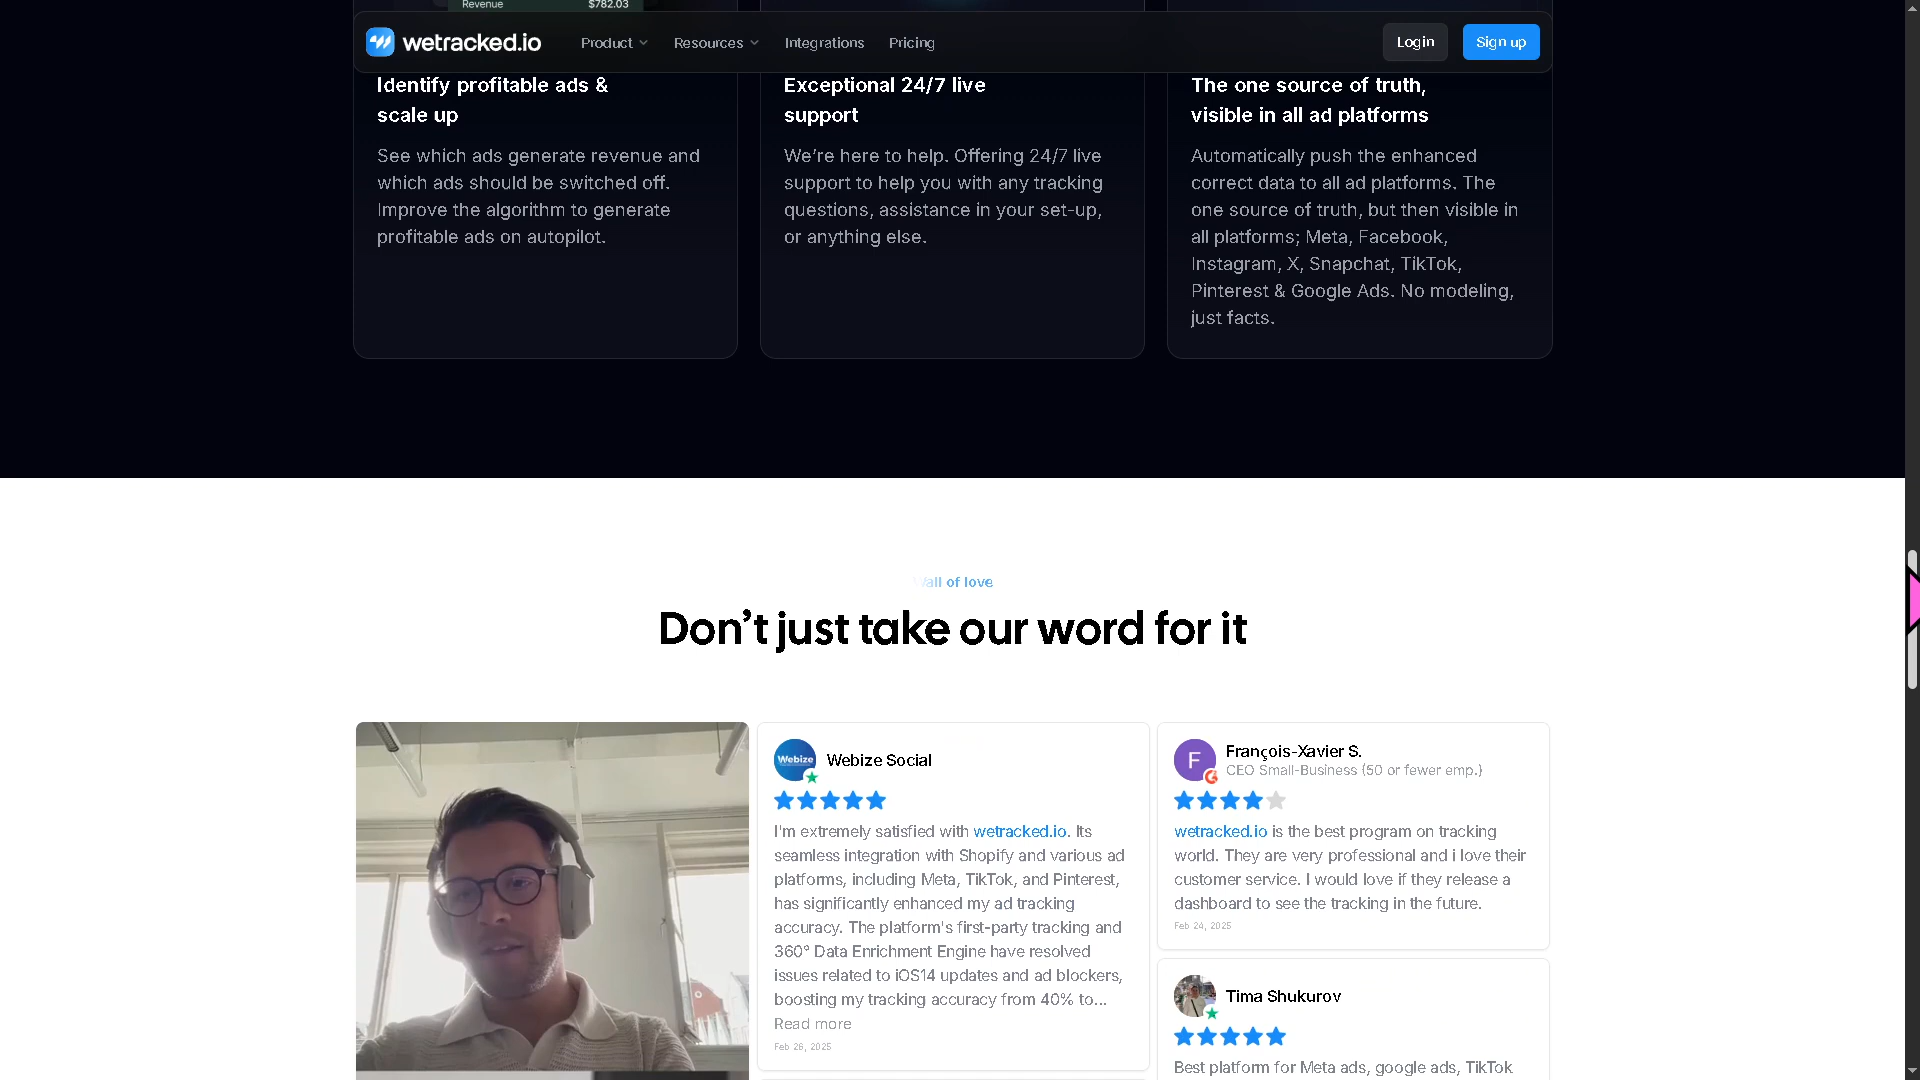 Revenue $782.03
wetracked.io Product Resources Integrations Pricing Login Sign up
Identify profitable ads &
scale up
See which ads generate revenue and
which ads should be switched off.
Improve the algorithm to generate
profitable ads on autopilot.
Exceptional 24/7 live
support
We’re here to help. Offering 24/7 live
support to help you with any tracking
questions, assistance in your set-up,
or anything else.
The one source of truth,
visible in all ad platforms
Automatically push the enhanced
correct data to all ad platforms. The
one source of truth, but then visible in
all platforms; Meta, Facebook,
Instagram, X, Snapchat, TikTok,
Pinterest & Google Ads. No modeling,
just facts.
Wall of love
Don’t just take our word for it
Webize
Webize Social
I'm extremely satisfied with wetracked.io. Its
seamless integration with Shopify and various ad
platforms, including Meta, TikTok, and Pinterest,
has significantly enhanced my ad tracking
accuracy. The platform's first-party tracking and
360° Data Enrichment Engine have resolved
issues related to iOS14 updates and ad blockers,
boosting my tracking accuracy from 40% to...
Read more
Feb 28, 2025
F
François-Xavier S.
CEO Small-Business (50 or fewer emp.)
wetracked.io is the best program on tracking
world. They are very professional and i love their
customer service. I would love if they release a
dashboard to see the tracking in the future.
Feb 24, 2025
Tima Shukurov
Best platform for Meta ads, google ads, TikTok